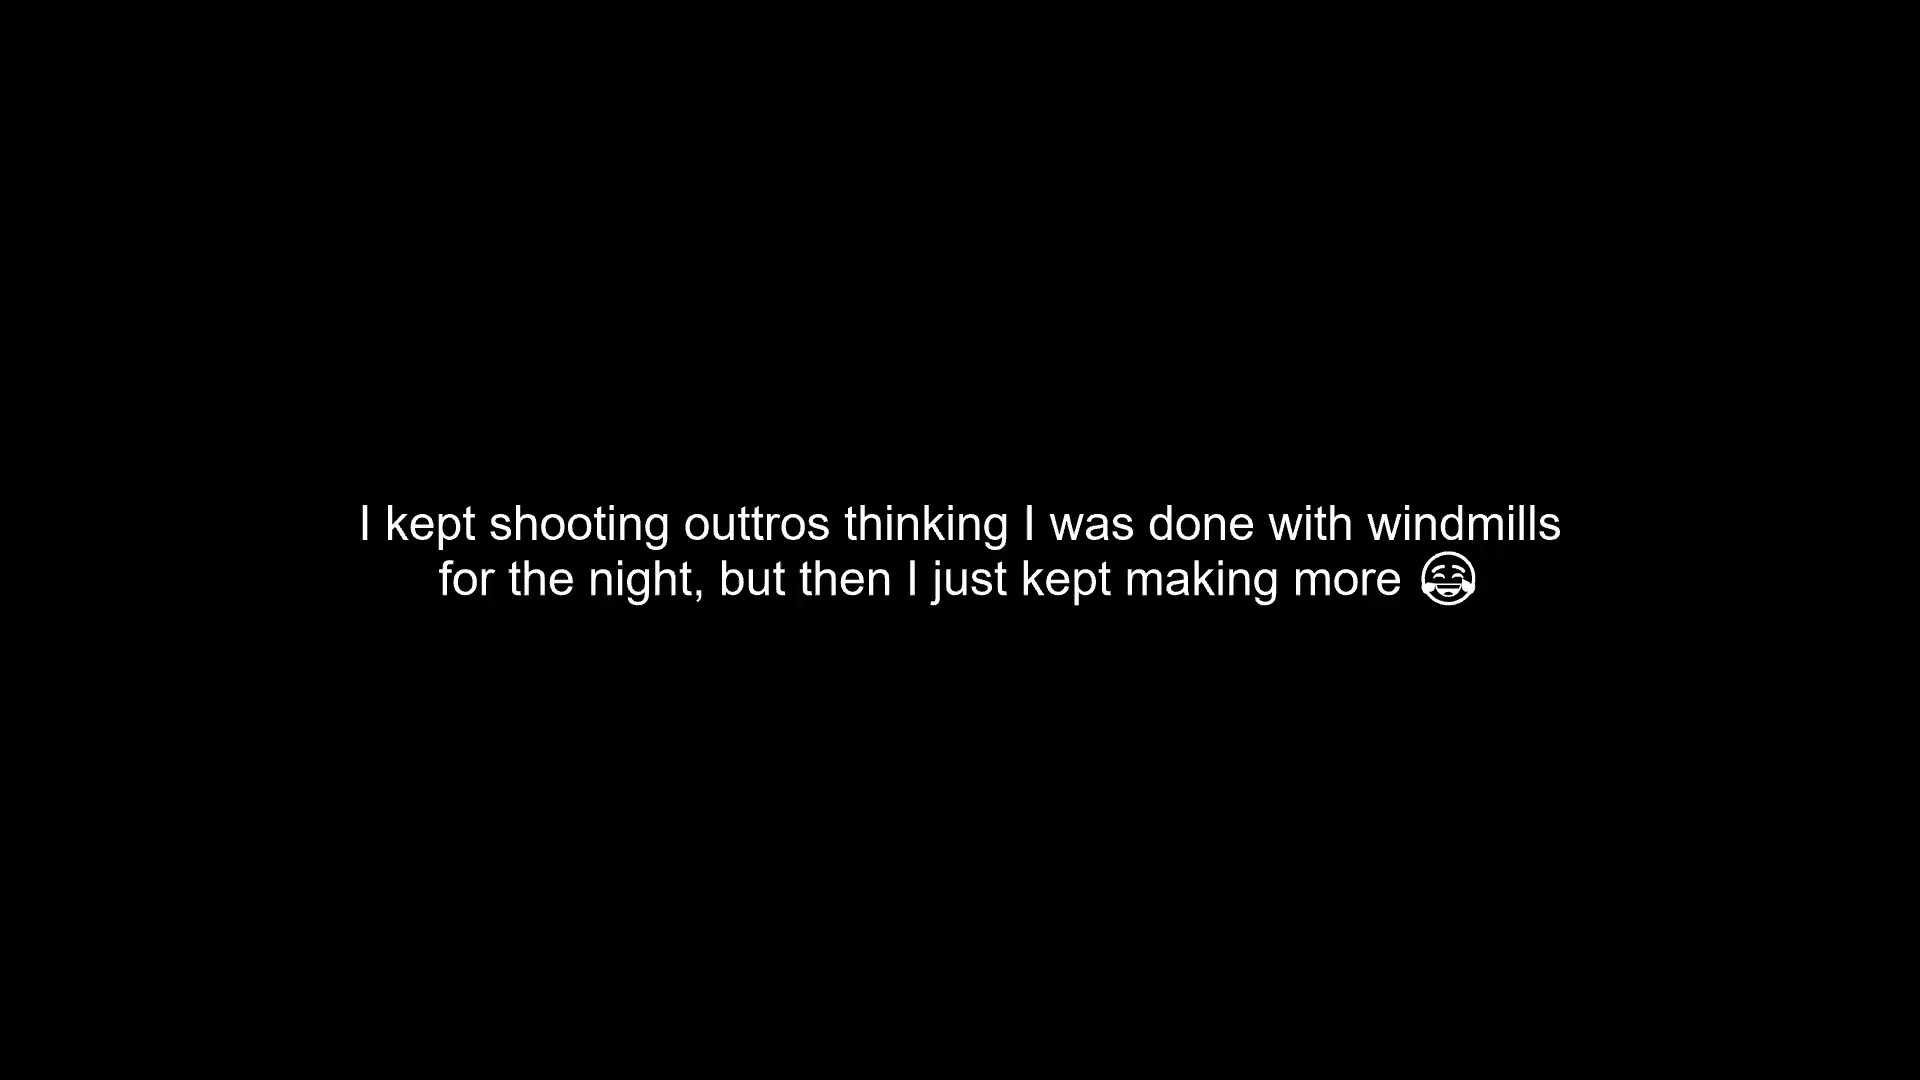 I kept shooting outtros thinking I was done with windmills
for the night, but then I just kept making more 😂